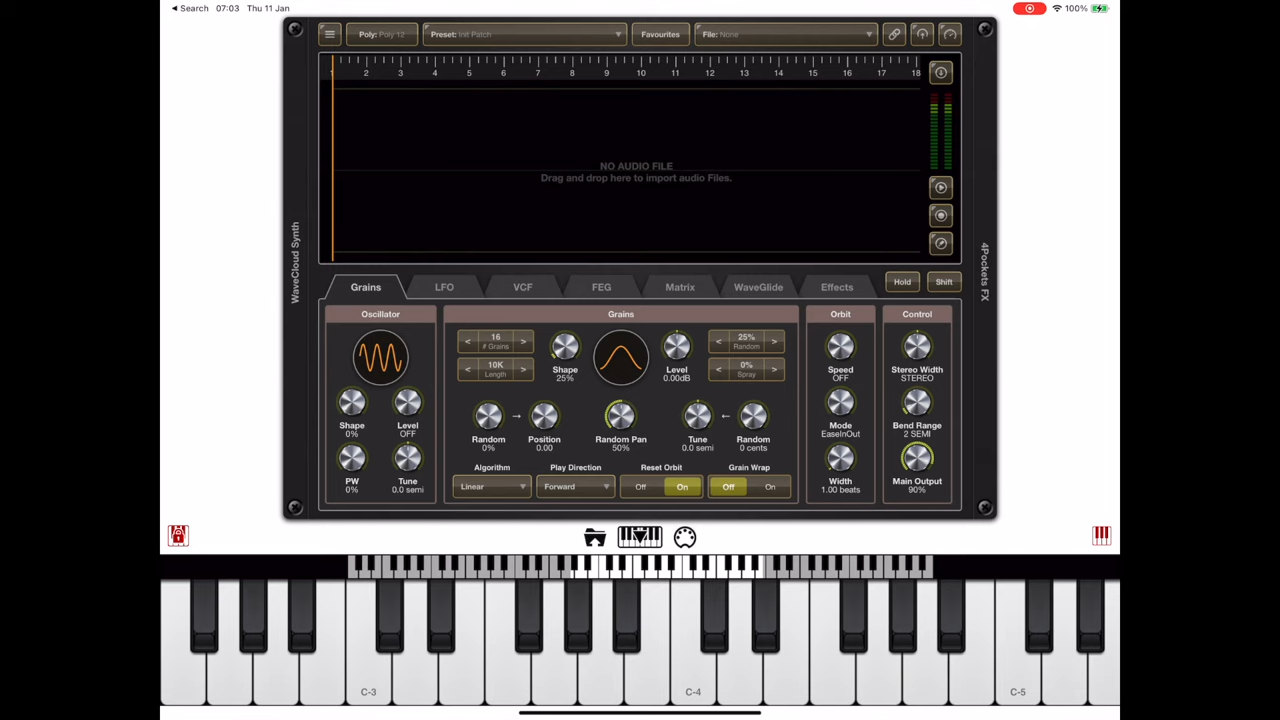 Search 07:03 Thu 11 Jan 100%
Poly: Poly 12 Preset: Init Patch Favourites File: None
1 2 3 4 5 6 7 8 9 10 11 12 13 14 15 16 17 18
NO AUDIO FILE
Drag and drop here to import audio Files.
WaveCloud Synth
4Pockets FX
Grains LFO VCF FEG Matrix WaveGlide Effects Hold Shift
Oscillator Grains Orbit Control
Shape
0%
Level
OFF
PW
0%
Tune
0.0 semi
< 16 >
# Grains
< 10K >
Length
Shape
25%
Level
0.00dB
< 25% >
Random
< 0% >
Spray
Random
0%
Position
0.00
Random Pan
50%
Tune
0.0 semi
Random
0 cents
Algorithm
Linear
Play Direction
Forward
Reset Orbit
Off On
Grain Wrap
Off On
Speed
OFF
Mode
EaseInOut
Width
1.00 beats
Stereo Width
STEREO
Bend Range
2 SEMI
Main Output
90%
C-3 C-4 C-5